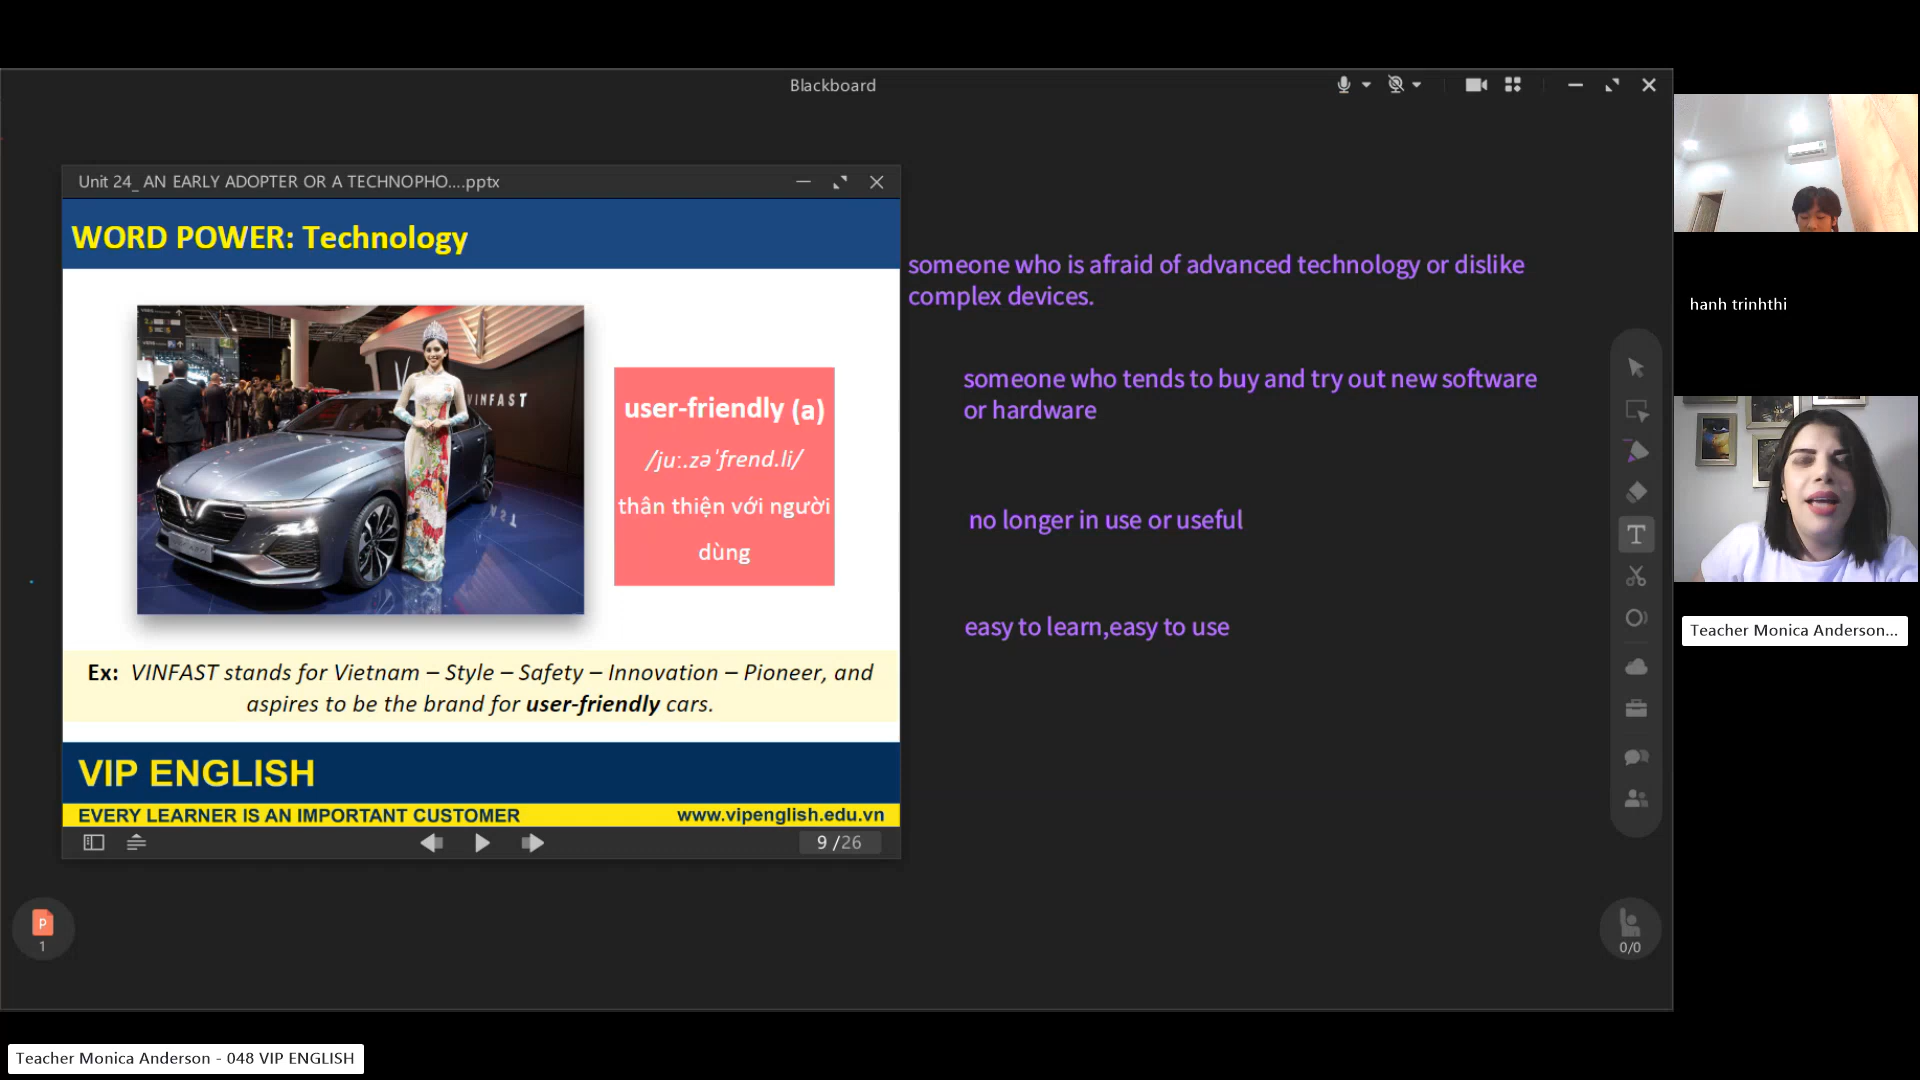 Blackboard
Unit 24_ AN EARLY ADOPTER OR A TECHNOPHO....pptx
WORD POWER: Technology
VINFAST
user-friendly (a)
/juː.zəˈfrend.li/
thân thiện với người
dùng
Ex: VINFAST stands for Vietnam – Style – Safety – Innovation – Pioneer, and
aspires to be the brand for user-friendly cars.
VIP ENGLISH
EVERY LEARNER IS AN IMPORTANT CUSTOMER
www.vipenglish.edu.vn
9 /26
someone who is afraid of advanced technology or dislike
complex devices.
someone who tends to buy and try out new software
or hardware
no longer in use or useful
easy to learn,easy to use
P
1
0/0
hanh trinhthi
Teacher Monica Anderson...
Teacher Monica Anderson - 048 VIP ENGLISH